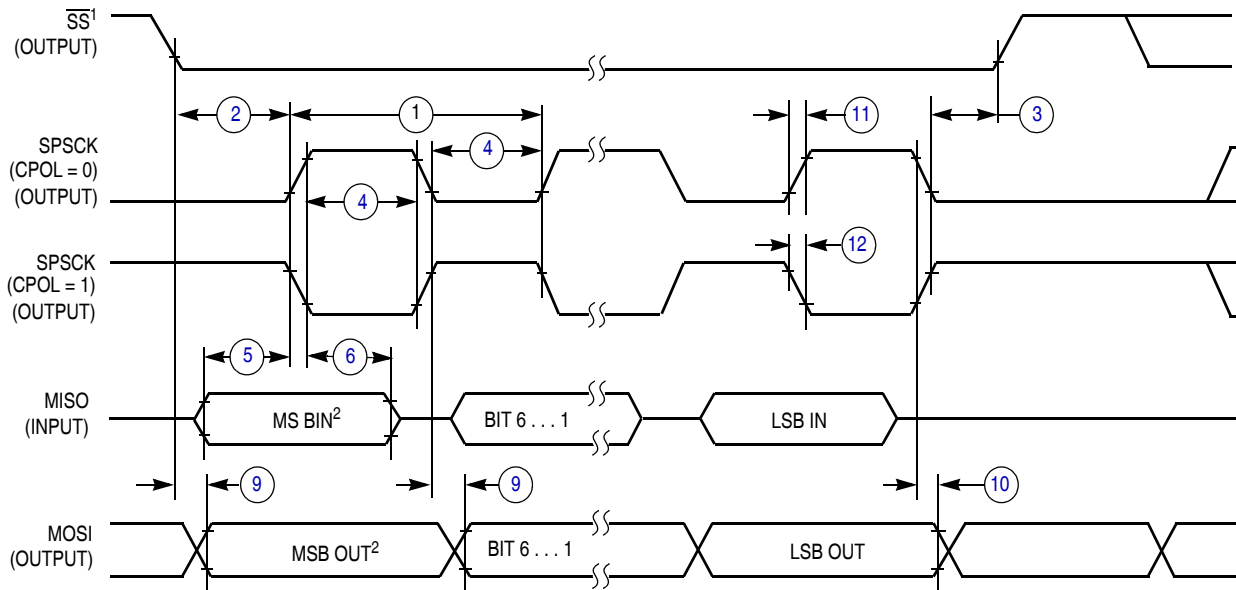 SS¹
(OUTPUT)
2
1
11
3
SPSCK
(CPOL = 0)
(OUTPUT)
4
4
12
SPSCK
(CPOL = 1)
(OUTPUT)
5
6
MISO
(INPUT)
MS BIN²
BIT 6 . . . 1
LSB IN
9
9
10
MOSI
(OUTPUT)
MSB OUT²
BIT 6 . . . 1
LSB OUT